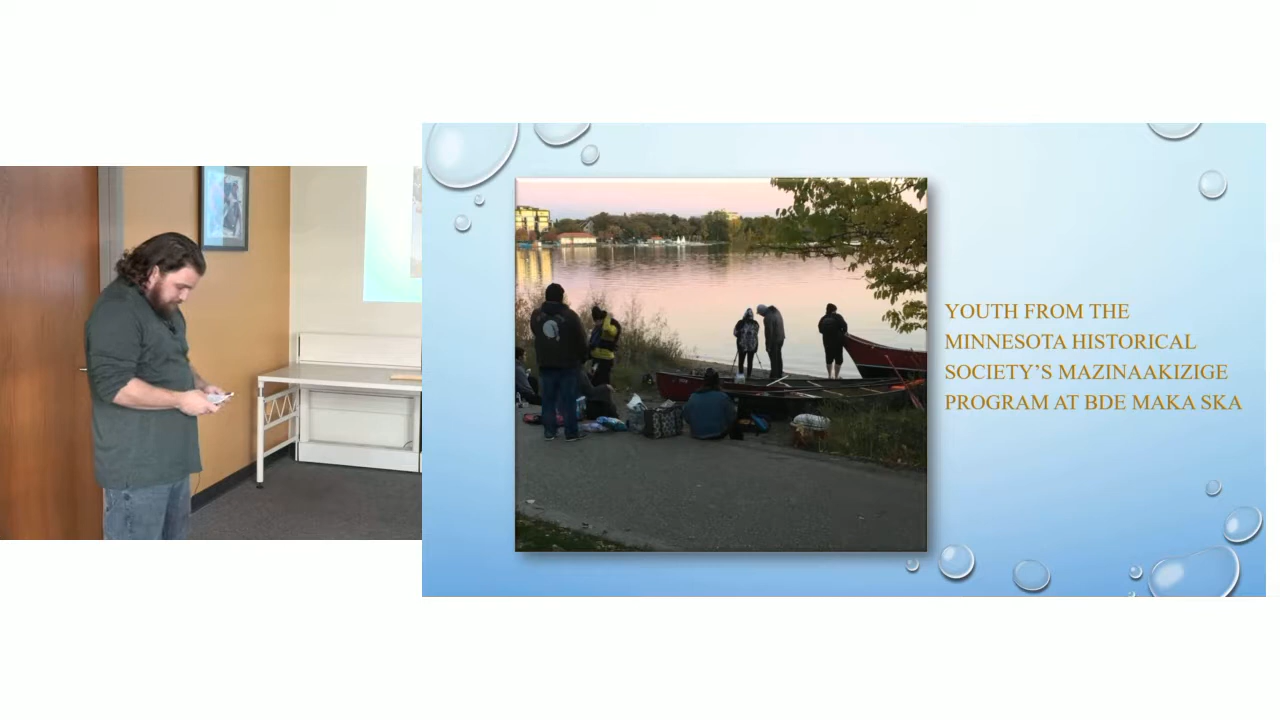 YOUTH FROM THE
MINNESOTA HISTORICAL
SOCIETY’S MAZINAAKIZIGE
PROGRAM AT BDE MAKA SKA